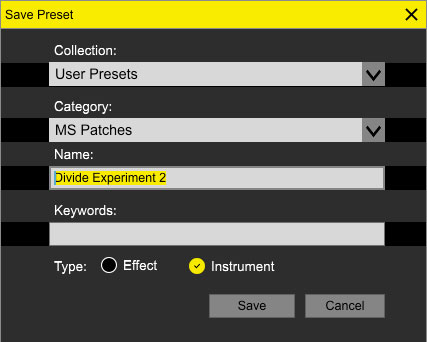 Save Preset
Collection:
User Presets
Category:
MS Patches
Name:
Divide Experiment 2
Keywords:
Type: Effect Instrument
Save Cancel